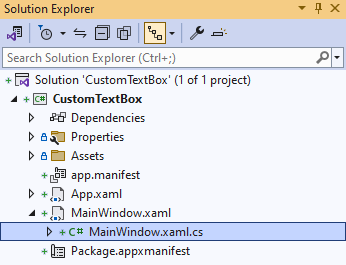 Solution Explorer
Search Solution Explorer (Ctrl+;)
Solution 'CustomTextBox' (1 of 1 project)
C# CustomTextBox
Dependencies
Properties
Assets
app.manifest
App.xaml
MainWindow.xaml
C# MainWindow.xaml.cs
Package.appxmanifest